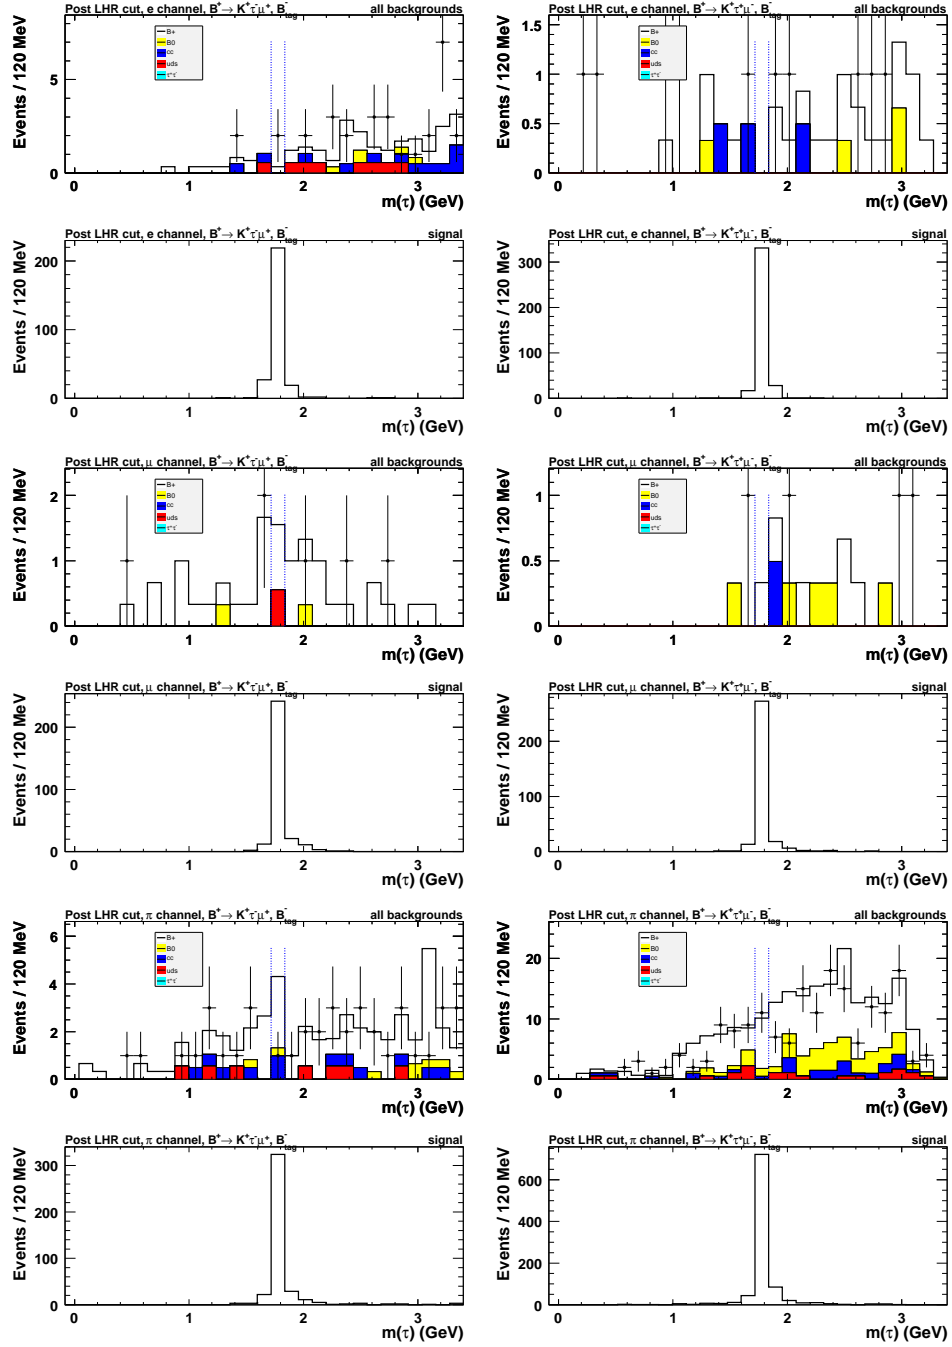 Post LHR cut, e channel, B⁺→ K⁺τ⁻μ⁺, B⁻tag all backgrounds
Events / 120 MeV
B+
B0
cc
uds
τ⁺τ⁻
0
5
0 1 2 3
m(τ) (GeV)
Post LHR cut, e channel, B⁺→ K⁺τ⁺μ⁻, B⁻tag all backgrounds
Events / 120 MeV
B+
B0
cc
uds
τ⁺τ⁻
0
0.5
1
1.5
0 1 2 3
m(τ) (GeV)
Post LHR cut, e channel, B⁺→ K⁺τ⁻μ⁺, B⁻tag signal
Events / 120 MeV
0
100
200
0 1 2 3
m(τ) (GeV)
Post LHR cut, e channel, B⁺→ K⁺τ⁺μ⁻, B⁻tag signal
Events / 120 MeV
0
100
200
300
0 1 2 3
m(τ) (GeV)
Post LHR cut, μ channel, B⁺→ K⁺τ⁻μ⁺, B⁻tag all backgrounds
Events / 120 MeV
B+
B0
cc
uds
τ⁺τ⁻
0
1
2
0 1 2 3
m(τ) (GeV)
Post LHR cut, μ channel, B⁺→ K⁺τ⁺μ⁻, B⁻tag all backgrounds
Events / 120 MeV
B+
B0
cc
uds
τ⁺τ⁻
0
0.5
1
0 1 2 3
m(τ) (GeV)
Post LHR cut, μ channel, B⁺→ K⁺τ⁻μ⁺, B⁻tag signal
Events / 120 MeV
0
100
200
0 1 2 3
m(τ) (GeV)
Post LHR cut, μ channel, B⁺→ K⁺τ⁺μ⁻, B⁻tag signal
Events / 120 MeV
0
100
200
0 1 2 3
m(τ) (GeV)
Post LHR cut, π channel, B⁺→ K⁺τ⁻μ⁺, B⁻tag all backgrounds
Events / 120 MeV
B+
B0
cc
uds
τ⁺τ⁻
0
2
4
6
0 1 2 3
m(τ) (GeV)
Post LHR cut, π channel, B⁺→ K⁺τ⁺μ⁻, B⁻tag all backgrounds
Events / 120 MeV
B+
B0
cc
uds
τ⁺τ⁻
0
10
20
0 1 2 3
m(τ) (GeV)
Post LHR cut, π channel, B⁺→ K⁺τ⁻μ⁺, B⁻tag signal
Events / 120 MeV
0
100
200
300
0 1 2 3
m(τ) (GeV)
Post LHR cut, π channel, B⁺→ K⁺τ⁺μ⁻, B⁻tag signal
Events / 120 MeV
0
200
400
600
0 1 2 3
m(τ) (GeV)